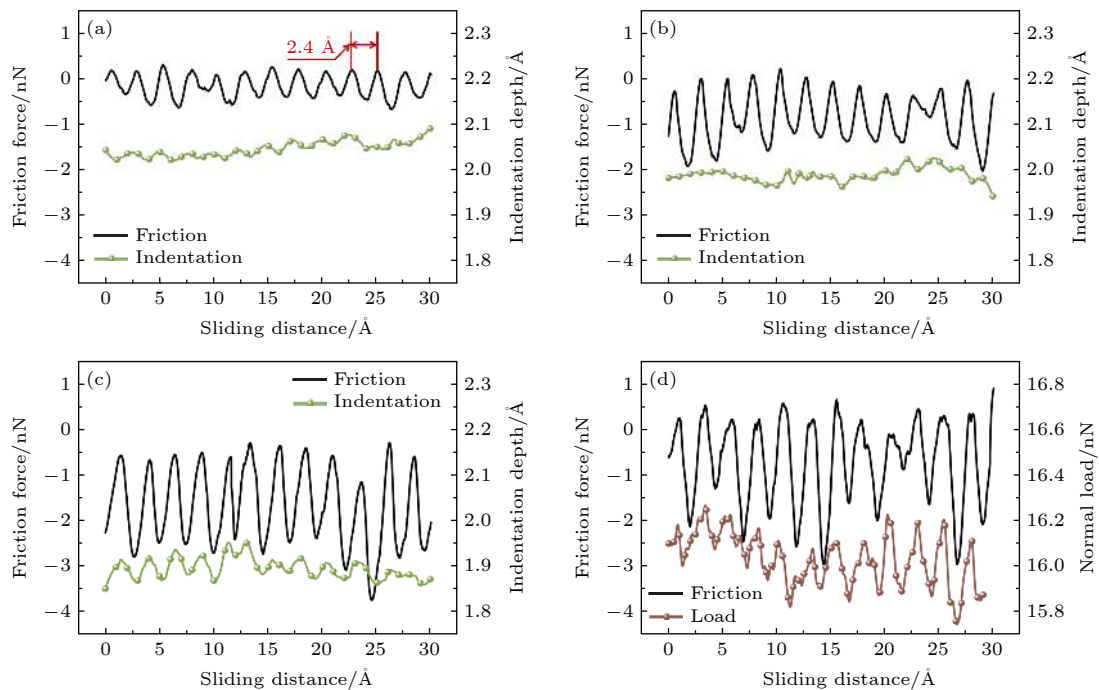 (a)
2.4 Å
Friction force/nN
1
0
−1
−2
−3
−4
2.3
2.2
2.1
2.0
1.9
1.8
Indentation depth/Å
Friction
Indentation
0 5 10 15 20 25 30
Sliding distance/Å
(b)
Friction force/nN
1
0
−1
−2
−3
−4
2.3
2.2
2.1
2.0
1.9
1.8
Indentation depth/Å
Friction
Indentation
0 5 10 15 20 25 30
Sliding distance/Å
(c)
Friction
Indentation
Friction force/nN
1
0
−1
−2
−3
−4
2.3
2.2
2.1
2.0
1.9
1.8
Indentation depth/Å
0 5 10 15 20 25 30
Sliding distance/Å
(d)
Friction force/nN
1
0
−1
−2
−3
−4
16.8
16.6
16.4
16.2
16.0
15.8
Normal load/nN
Friction
Load
0 5 10 15 20 25 30
Sliding distance/Å